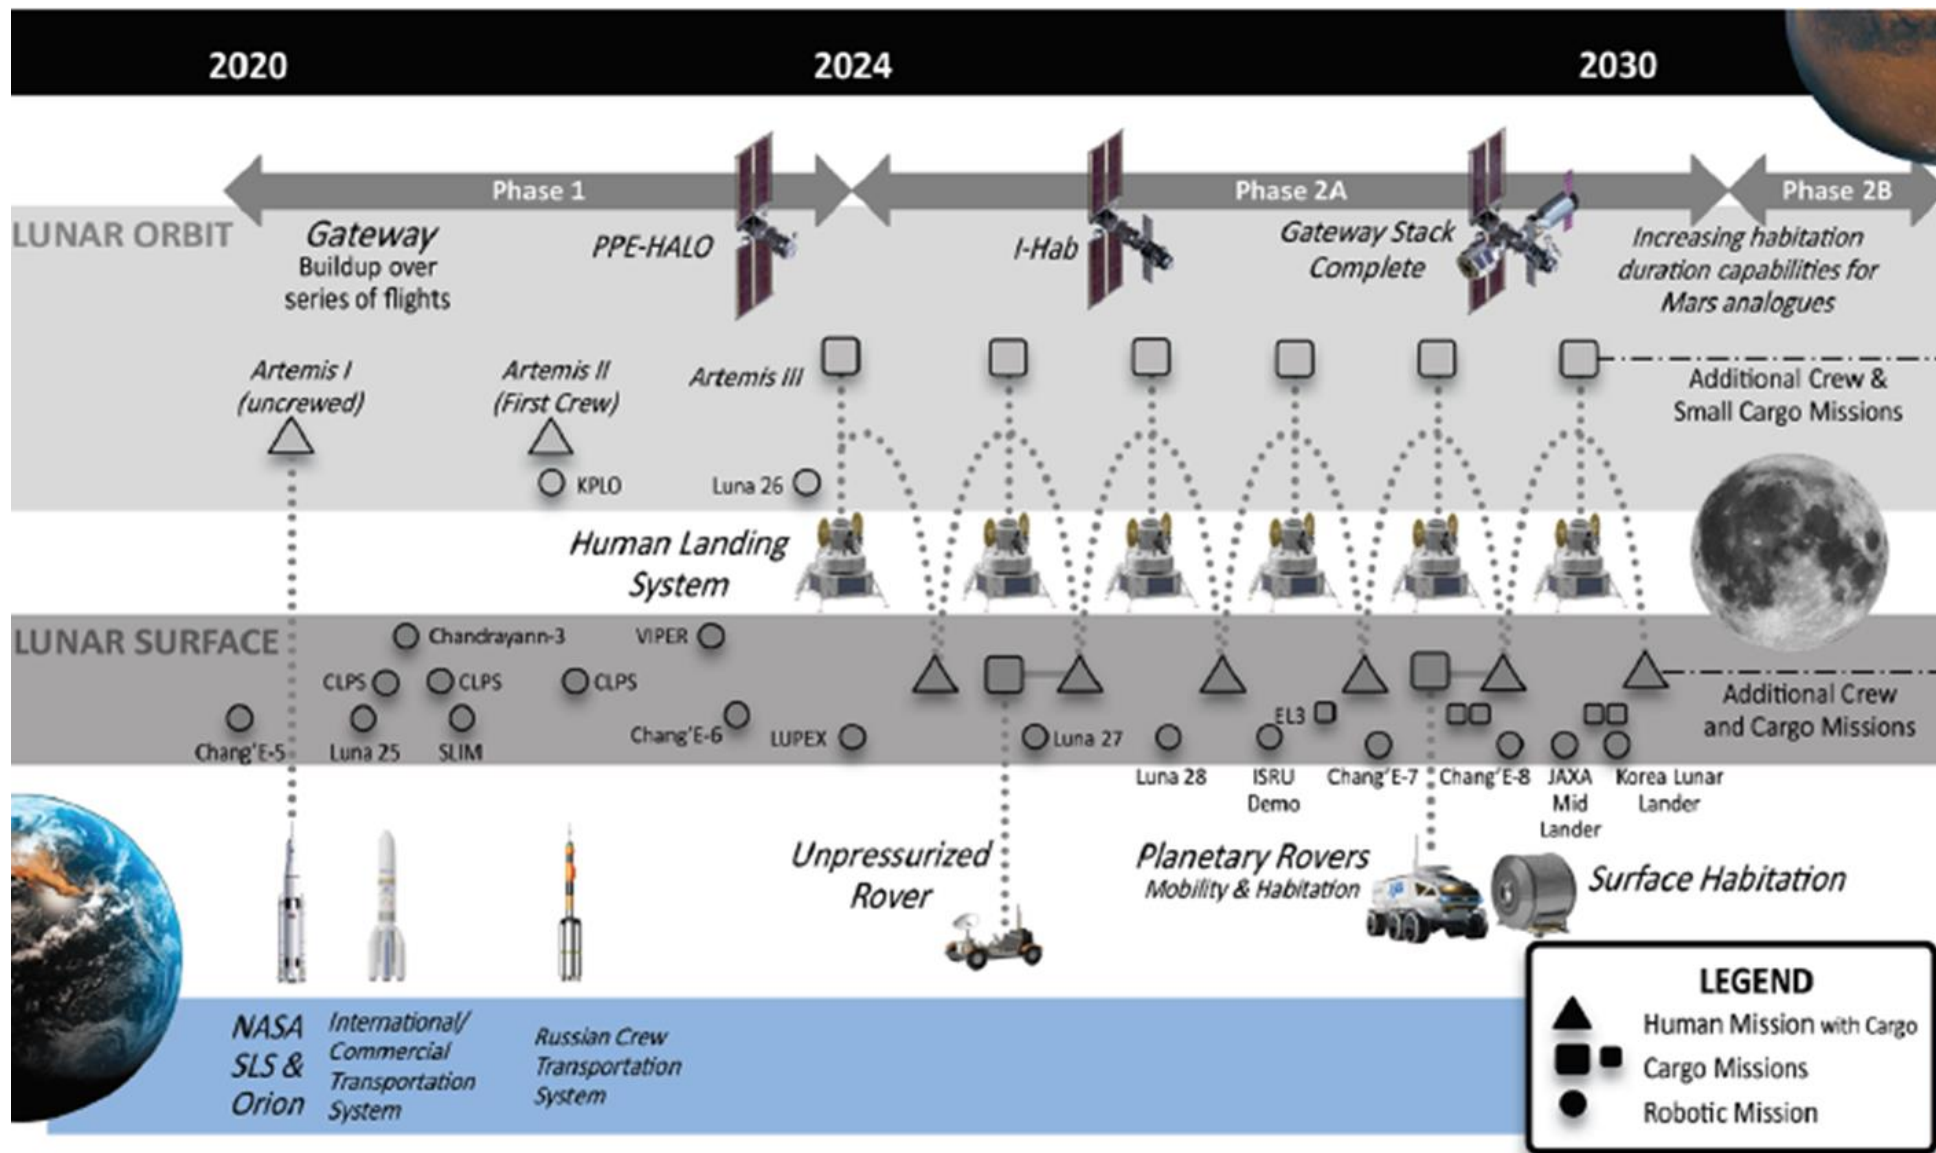 2020
2024
2030
Phase 1
Phase 2A
Phase 2B
LUNAR ORBIT
Gateway
Buildup over
series of flights
PPE-HALO
I-Hab
Gateway Stack
Complete
Increasing habitation
duration capabilities for
Mars analogues
Artemis I
(uncrewed)
Artemis II
(First Crew)
Artemis III
Additional Crew &
Small Cargo Missions
KPLO
Luna 26
Human Landing
System
LUNAR SURFACE
Chandrayann-3
VIPER
CLPS
CLPS
CLPS
Chang'E-5
Luna 25
SLIM
Chang'E-6
LUPEX
Luna 27
EL3
Additional Crew
and Cargo Missions
Luna 28
ISRU
Demo
Chang'E-7
Chang'E-8
JAXA
Mid
Lander
Korea Lunar
Lander
Unpressurized
Rover
Planetary Rovers
Mobility & Habitation
Surface Habitation
NASA
SLS &
Orion
International/
Commercial
Transportation
System
Russian Crew
Transportation
System
LEGEND
Human Mission with Cargo
Cargo Missions
Robotic Mission